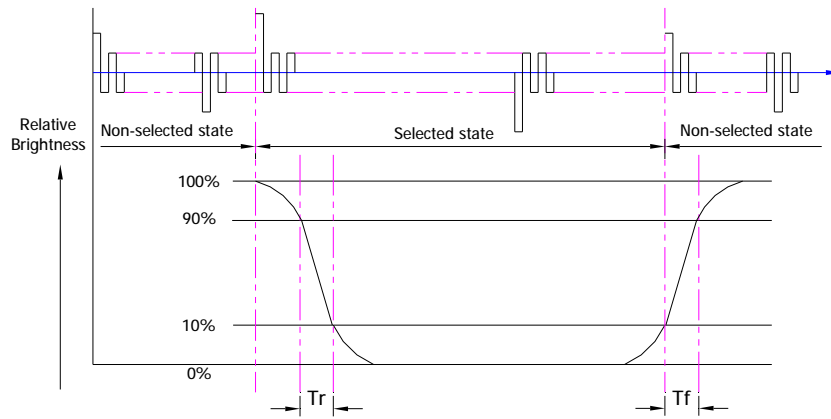 Non-selected state
Selected state
Non-selected state
Relative
Brightness
100%
90%
10%
0%
Tr
Tf